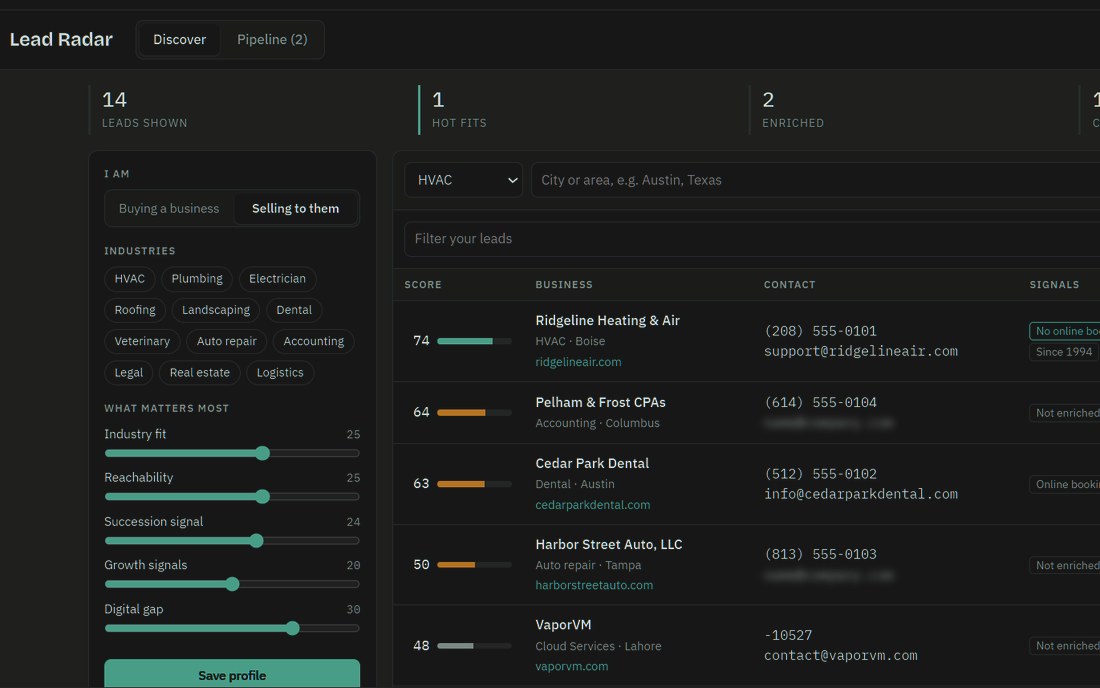 Lead Radar
Discover
Pipeline (2)
14
LEADS SHOWN
1
HOT FITS
2
ENRICHED
I AM
Buying a business
Selling to them
INDUSTRIES
HVAC
Plumbing
Electrician
Roofing
Landscaping
Dental
Veterinary
Auto repair
Accounting
Legal
Real estate
Logistics
WHAT MATTERS MOST
Industry fit 25
Reachability 25
Succession signal 24
Growth signals 20
Digital gap 30
Save profile
HVAC
City or area, e.g. Austin, Texas
Filter your leads
SCORE BUSINESS CONTACT SIGNALS
74
Ridgeline Heating & Air
HVAC · Boise
ridgelineair.com
(208) 555-0101
support@ridgelineair.com
No online bo
Since 1994
64
Pelham & Frost CPAs
Accounting · Columbus
(614) 555-0104
Not enriched
63
Cedar Park Dental
Dental · Austin
cedarparkdental.com
(512) 555-0102
info@cedarparkdental.com
Online booki
50
Harbor Street Auto, LLC
Auto repair · Tampa
harborstreetauto.com
(813) 555-0103
Not enriched
48
VaporVM
Cloud Services · Lahore
vaporvm.com
-10527
contact@vaporvm.com
Not enriched